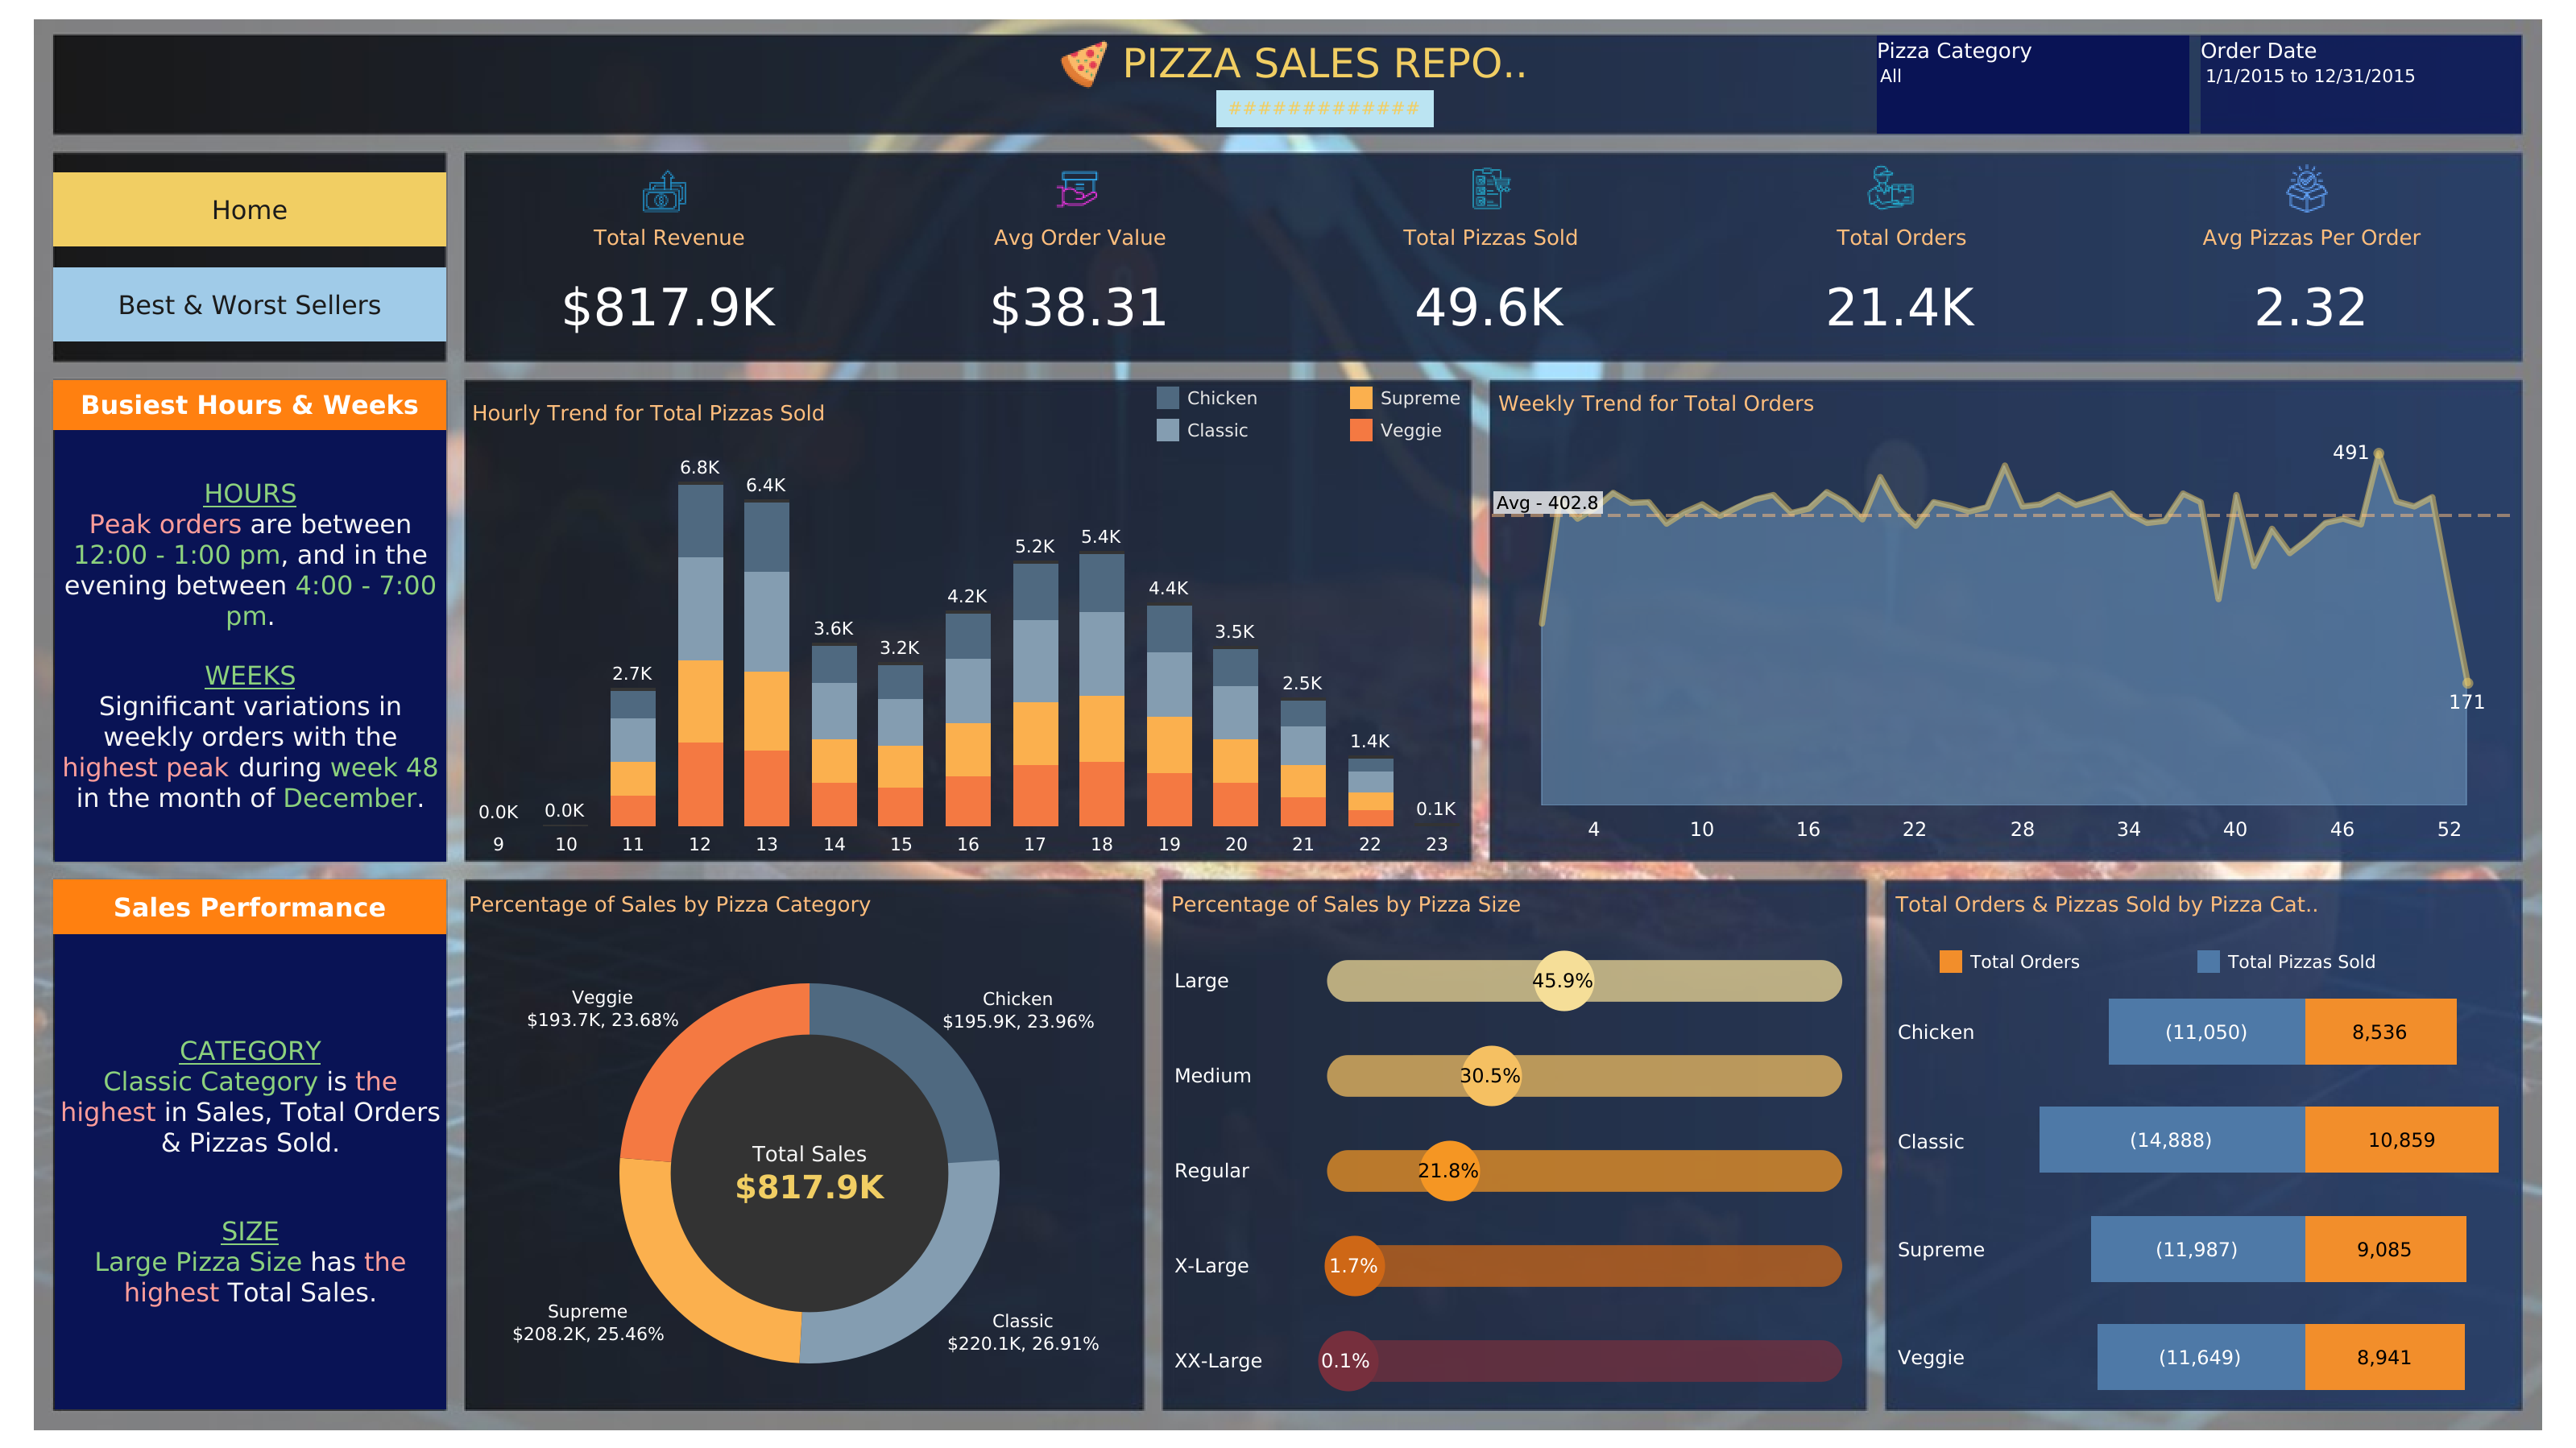 PIZZA SALES REPO..
#############
Pizza Category
All
Order Date
1/1/2015 to 12/31/2015
Home
Best & Worst Sellers
Total Revenue
$817.9K
Avg Order Value
$38.31
Total Pizzas Sold
49.6K
Total Orders
21.4K
Avg Pizzas Per Order
2.32
Busiest Hours & Weeks
HOURS
Peak orders are between
12:00 - 1:00 pm, and in the
evening between 4:00 - 7:00
pm.
WEEKS
Significant variations in
weekly orders with the
highest peak during week 48
in the month of December.
Hourly Trend for Total Pizzas Sold
Chicken
Supreme
Classic
Veggie
0.0K
0.0K
2.7K
6.8K
6.4K
3.6K
3.2K
4.2K
5.2K
5.4K
4.4K
3.5K
2.5K
1.4K
0.1K
9 10 11 12 13 14 15 16 17 18 19 20 21 22 23
Weekly Trend for Total Orders
491
Avg - 402.8
171
4 10 16 22 28 34 40 46 52
Sales Performance
CATEGORY
Classic Category is the
highest in Sales, Total Orders
& Pizzas Sold.
SIZE
Large Pizza Size has the
highest Total Sales.
Percentage of Sales by Pizza Category
Veggie
$193.7K, 23.68%
Chicken
$195.9K, 23.96%
Total Sales
$817.9K
Supreme
$208.2K, 25.46%
Classic
$220.1K, 26.91%
Percentage of Sales by Pizza Size
Large 45.9%
Medium 30.5%
Regular 21.8%
X-Large 1.7%
XX-Large 0.1%
Total Orders & Pizzas Sold by Pizza Cat..
Total Orders
Total Pizzas Sold
Chicken (11,050) 8,536
Classic (14,888) 10,859
Supreme (11,987) 9,085
Veggie (11,649) 8,941